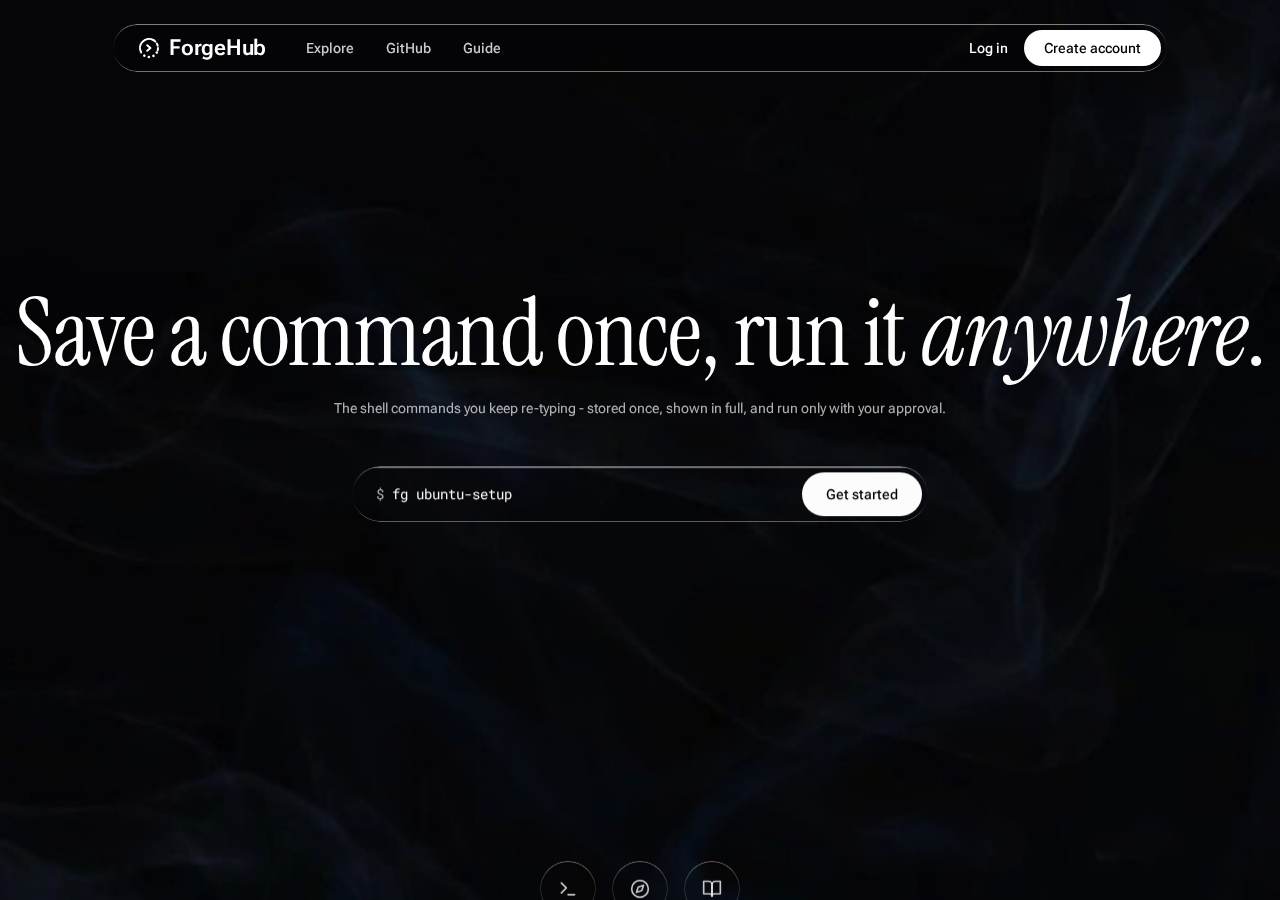 ForgeHub Explore GitHub Guide Log in Create account
Save a command once, run it anywhere.
The shell commands you keep re-typing - stored once, shown in full, and run only with your approval.
$ fg ubuntu-setup Get started